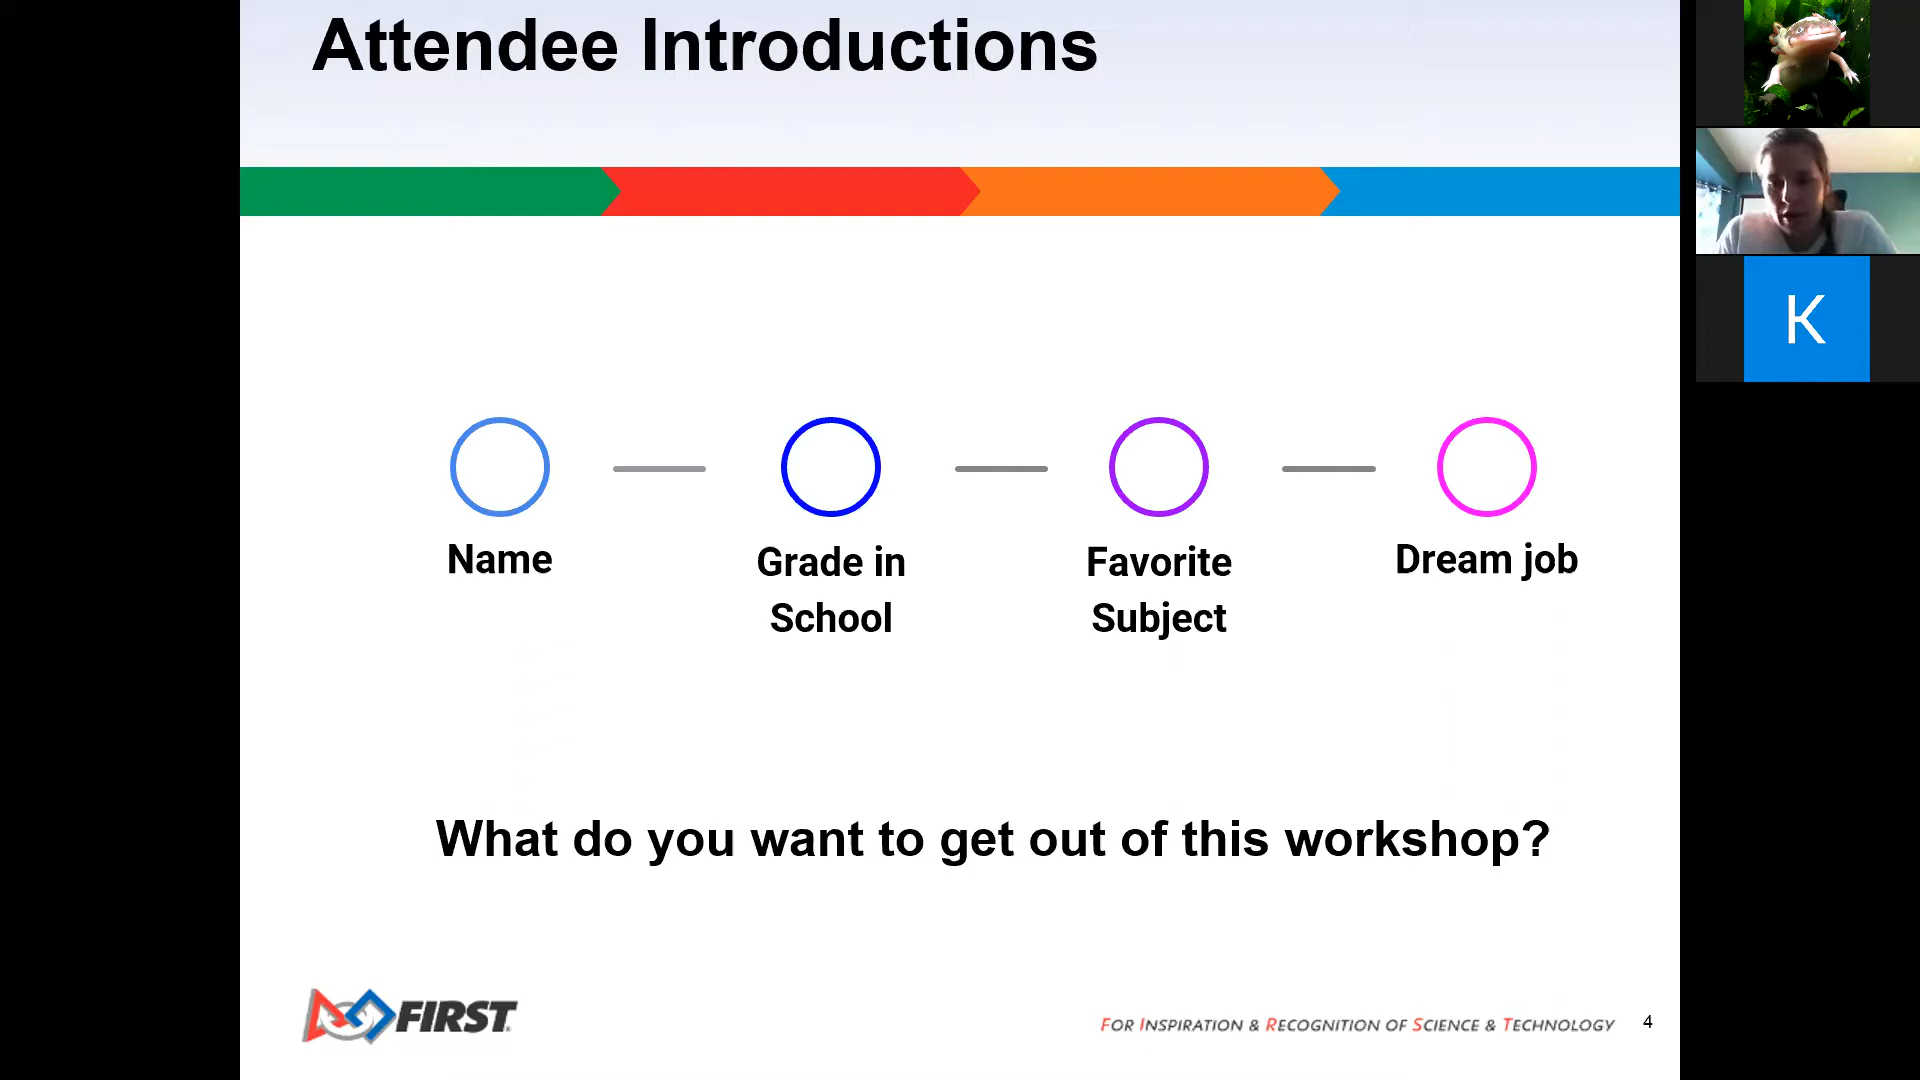 Attendee Introductions
K
Name
Grade in
School
Favorite
Subject
Dream job
What do you want to get out of this workshop?
FIRST
FOR INSPIRATION & RECOGNITION OF SCIENCE & TECHNOLOGY
4